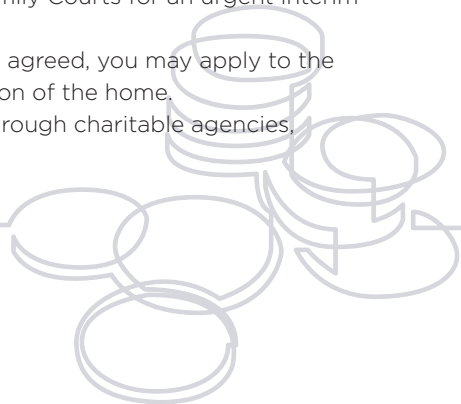 mily Courts for an urgent interim
agreed, you may apply to the
on of the home.
rough charitable agencies,